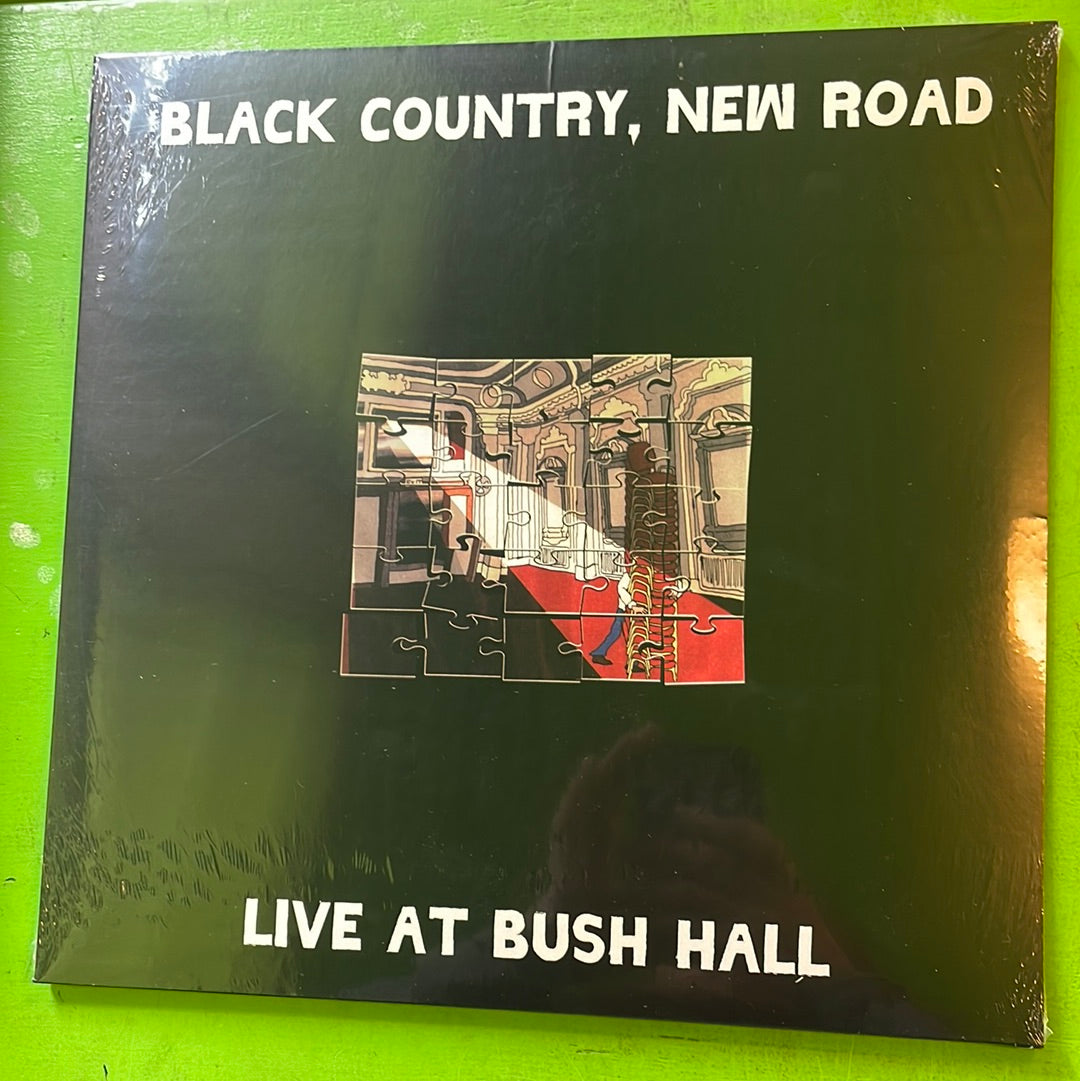 BLACK COUNTRY, NEW ROAD
LIVE AT BUSH HALL